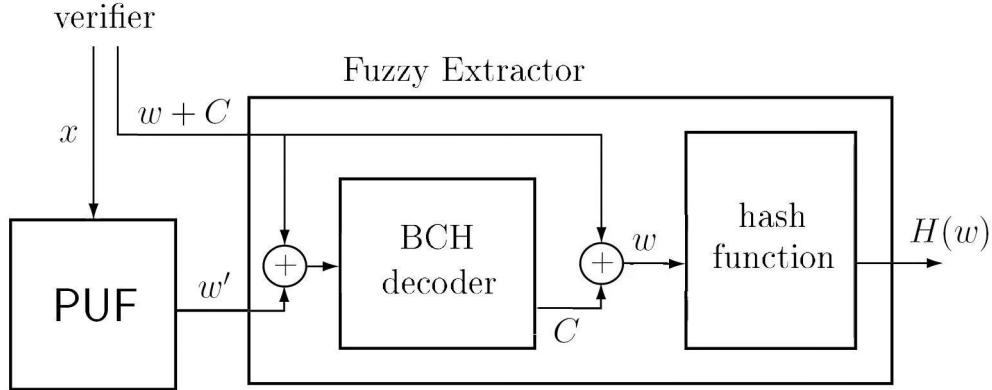 verifier
Fuzzy Extractor
w + C
x
BCH
decoder
hash
function
+
+
w
H(w)
PUF
w′
C